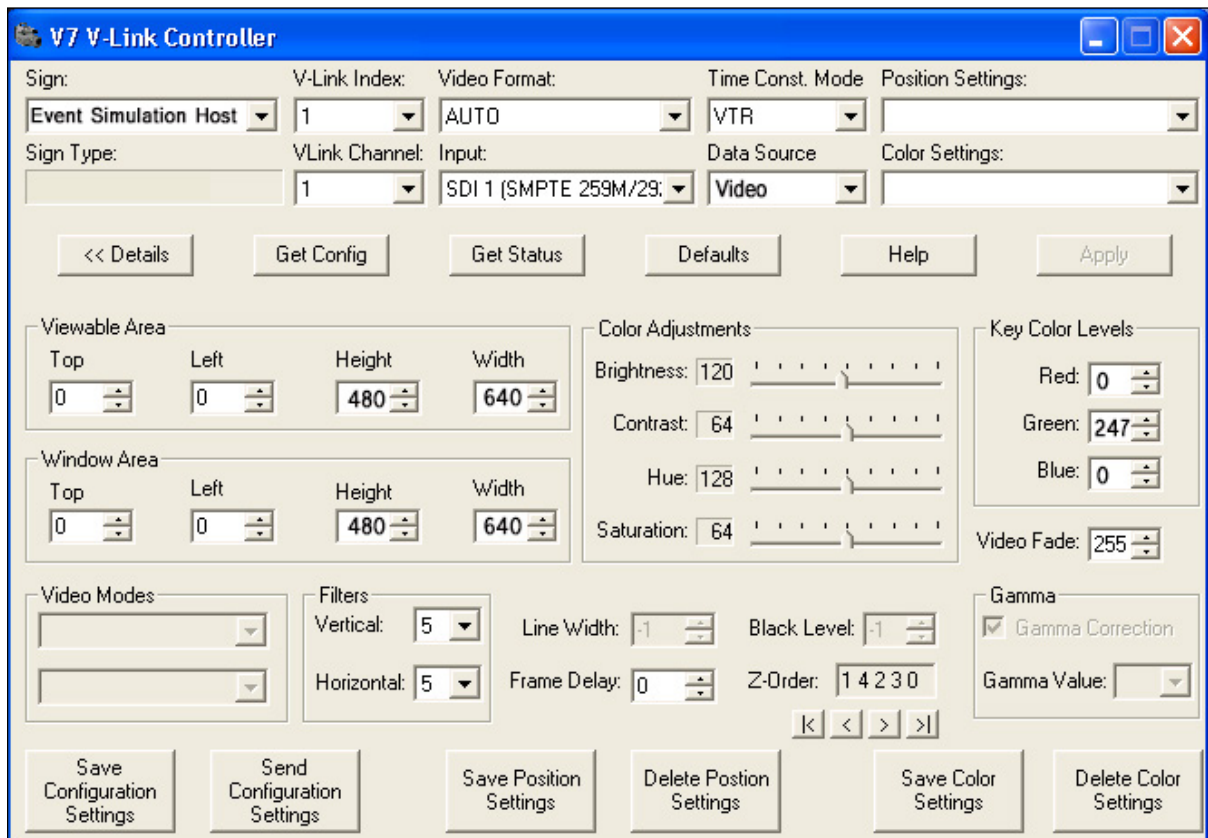 V7 V-Link Controller
Sign: V-Link Index: Video Format: Time Const. Mode Position Settings:
Event Simulation Host 1 AUTO VTR
Sign Type: VLink Channel: Input: Data Source Color Settings:
1 SDI 1 (SMPTE 259M/29 Video
<< Details Get Config Get Status Defaults Help Apply
Viewable Area
Top Left Height Width
0 0 480 640
Window Area
Top Left Height Width
0 0 480 640
Color Adjustments
Brightness: 120
Contrast: 64
Hue: 128
Saturation: 64
Key Color Levels
Red: 0
Green: 247
Blue: 0
Video Fade: 255
Video Modes
Filters
Vertical: 5
Horizontal: 5
Line Width: -1
Frame Delay: 0
Black Level: -1
Z-Order: 1 4 2 3 0
|< < > >|
Gamma
Gamma Correction
Gamma Value:
Save Configuration Settings
Send Configuration Settings
Save Position Settings
Delete Postion Settings
Save Color Settings
Delete Color Settings